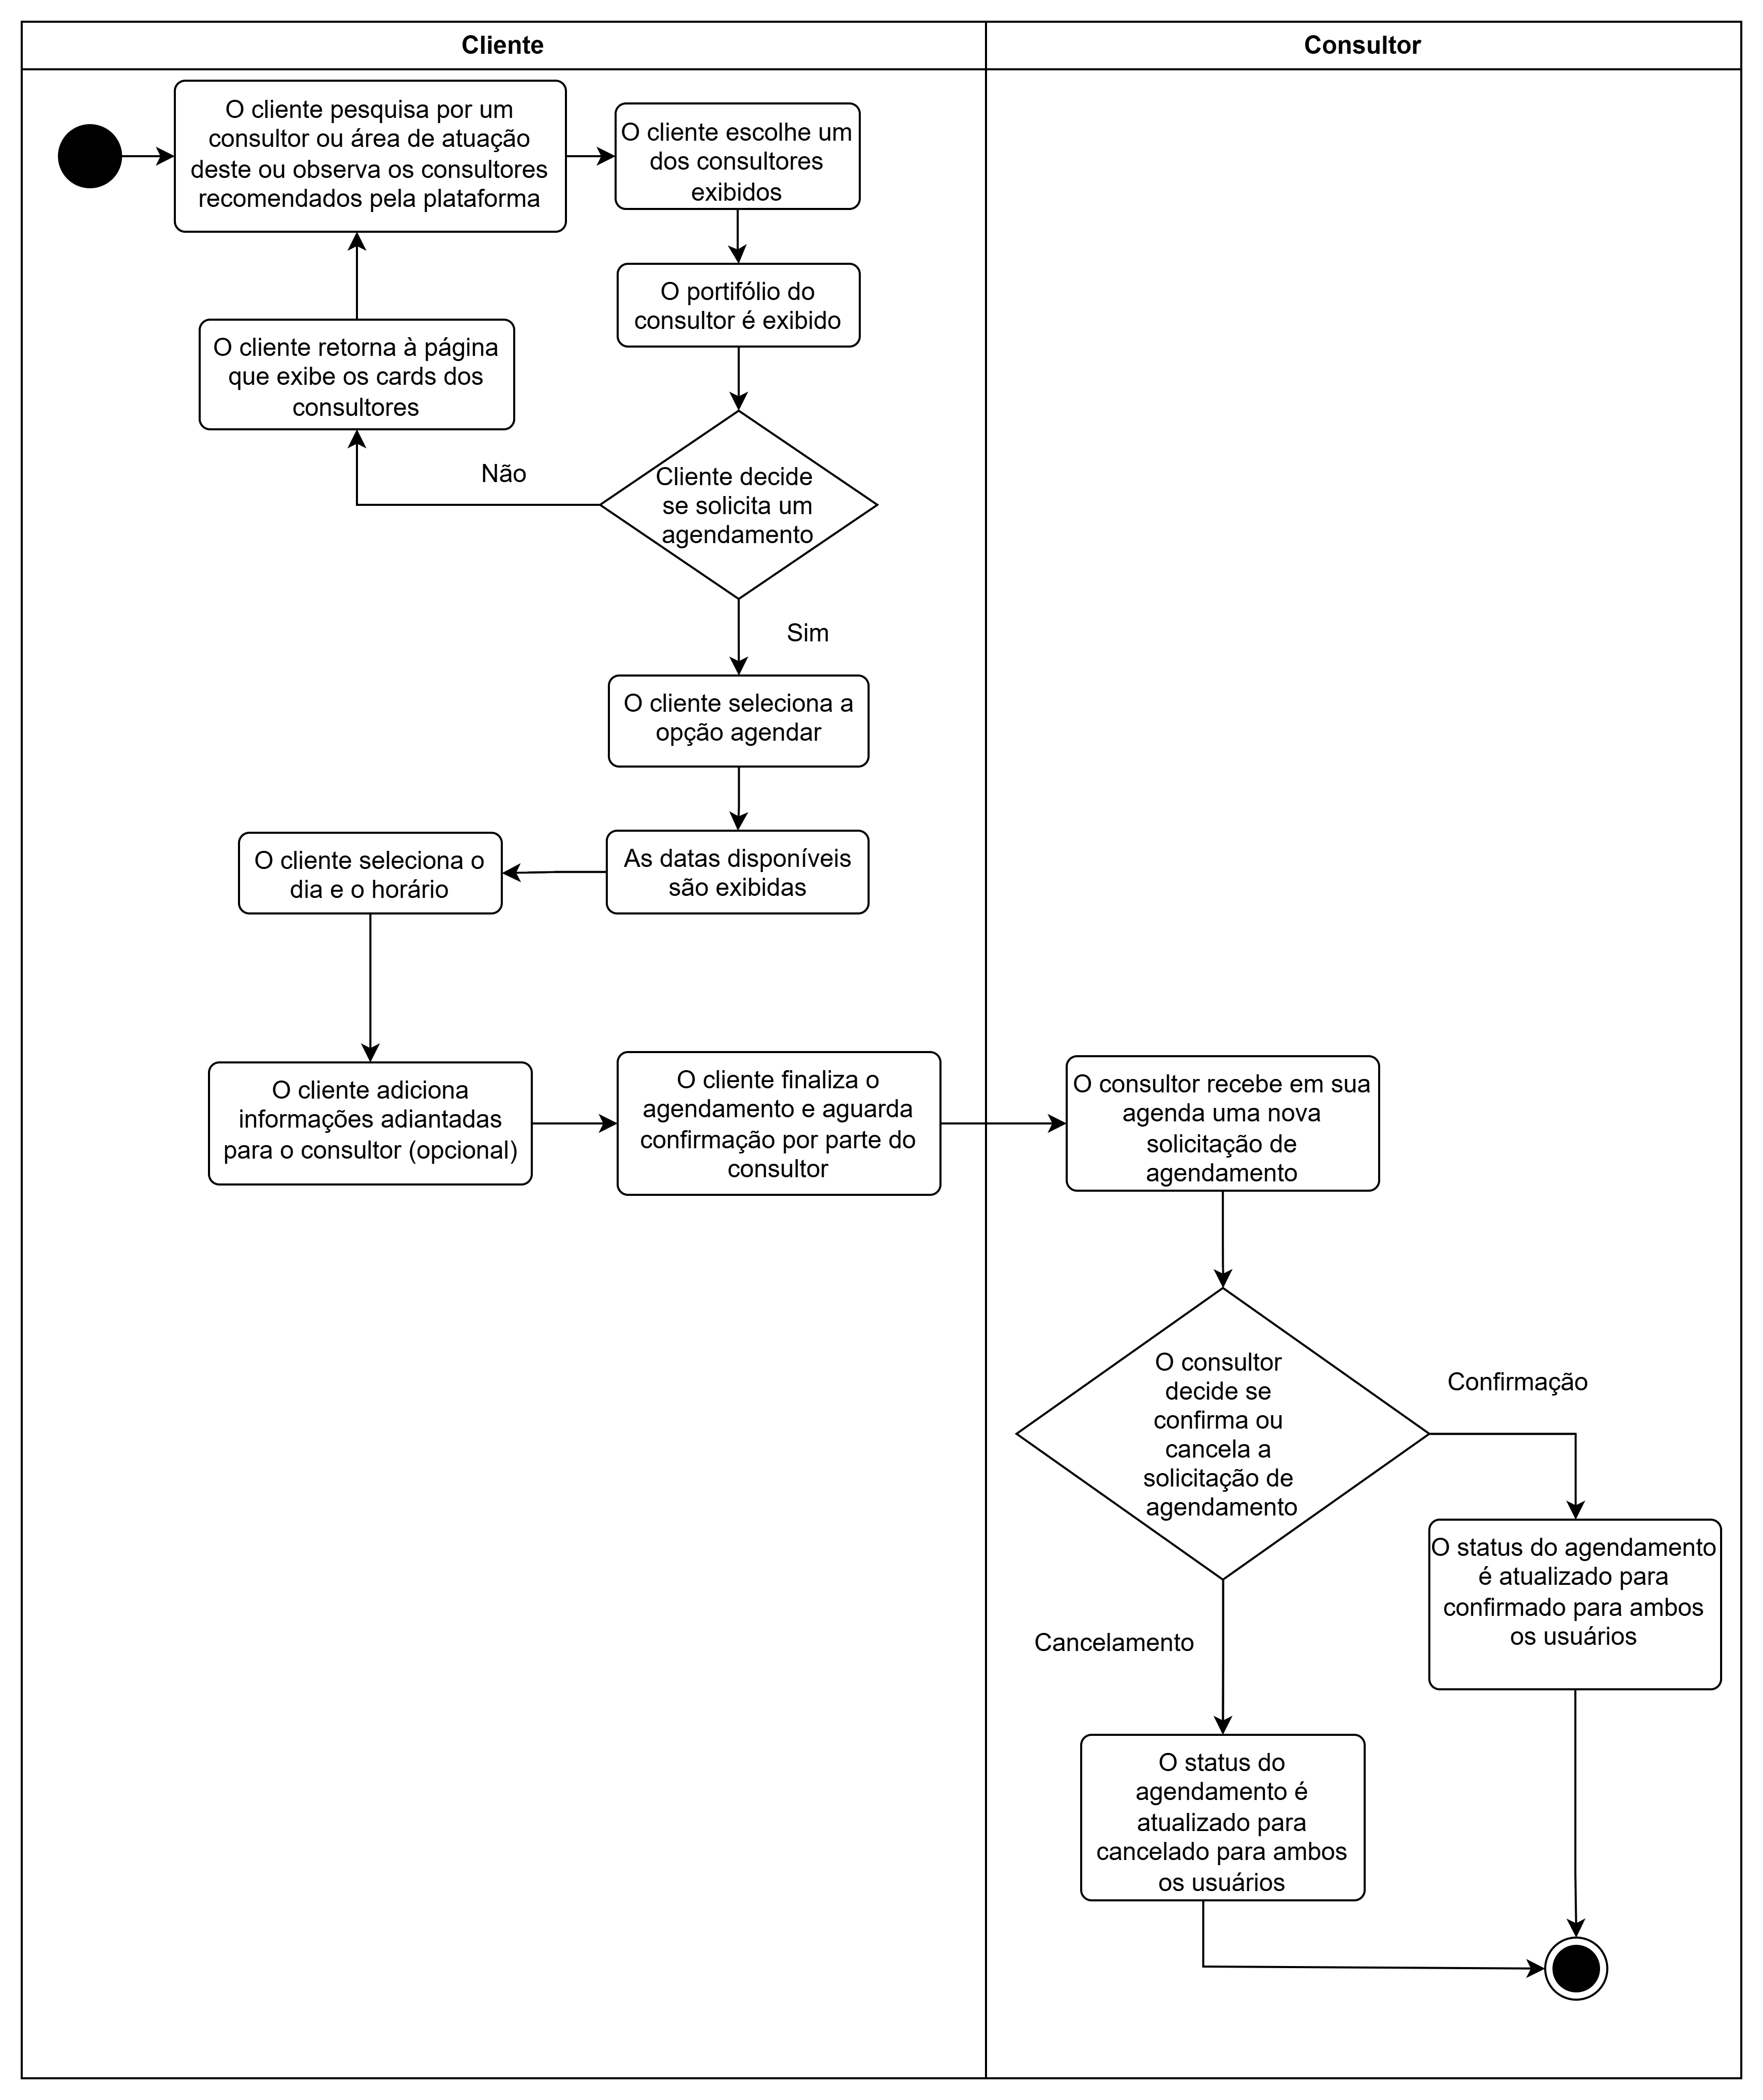 Cliente
Consultor
O cliente pesquisa por um
consultor ou área de atuação
deste ou observa os consultores
recomendados pela plataforma
O cliente escolhe um
dos consultores
exibidos
O portifólio do
consultor é exibido
O cliente retorna à página
que exibe os cards dos
consultores
Não
Cliente decide
se solicita um
agendamento
Sim
O cliente seleciona a
opção agendar
As datas disponíveis
são exibidas
O cliente seleciona o
dia e o horário
O cliente adiciona
informações adiantadas
para o consultor (opcional)
O cliente finaliza o
agendamento e aguarda
confirmação por parte do
consultor
O consultor recebe em sua
agenda uma nova
solicitação de
agendamento
O consultor
decide se
confirma ou
cancela a
solicitação de
agendamento
Confirmação
O status do agendamento
é atualizado para
confirmado para ambos
os usuários
Cancelamento
O status do
agendamento é
atualizado para
cancelado para ambos
os usuários